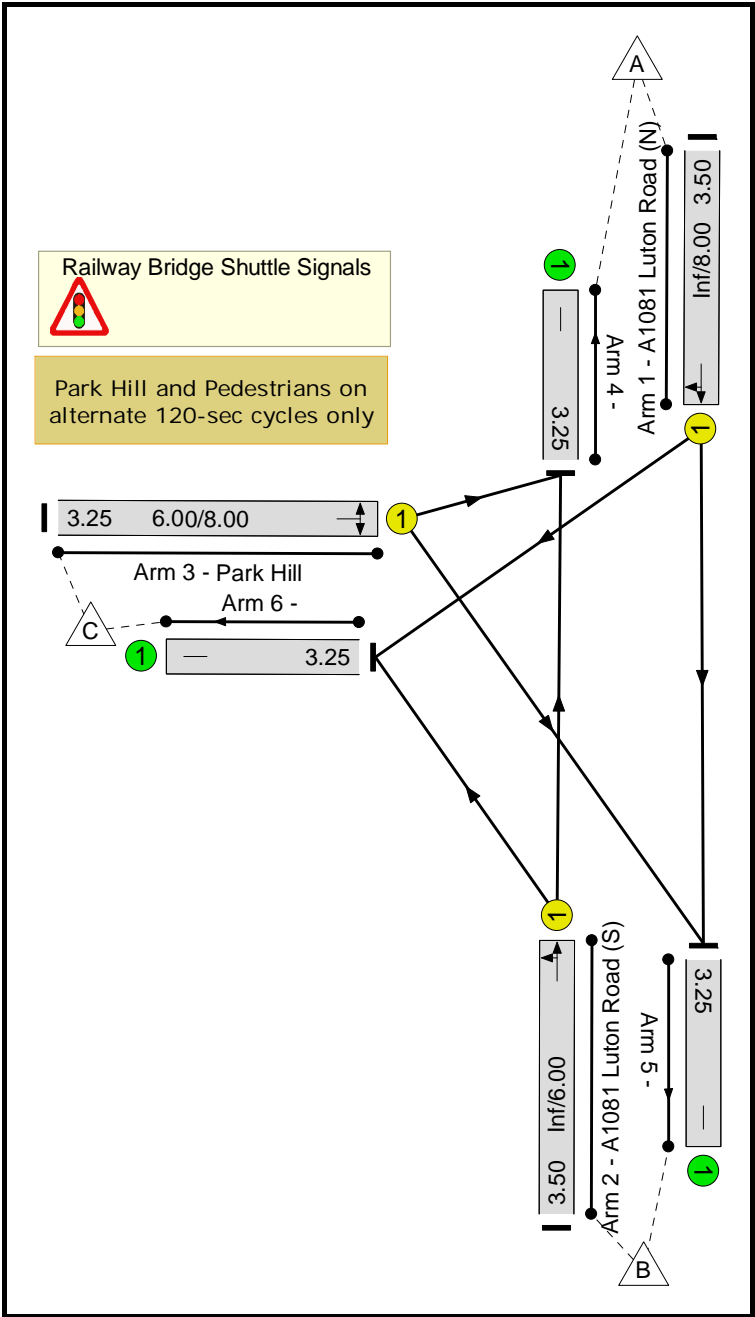 A
Arm 1 - A1081 Luton Road (N)
Inf/8.00 3.50
1
Railway Bridge Shuttle Signals
1
3.25
Arm 4 -
Park Hill and Pedestrians on
alternate 120-sec cycles only
3.25 6.00/8.00
1
Arm 3 - Park Hill
Arm 6 -
C
1
3.25
1
3.50 Inf/6.00
Arm 2 - A1081 Luton Road (S)
3.25
Arm 5 -
1
B